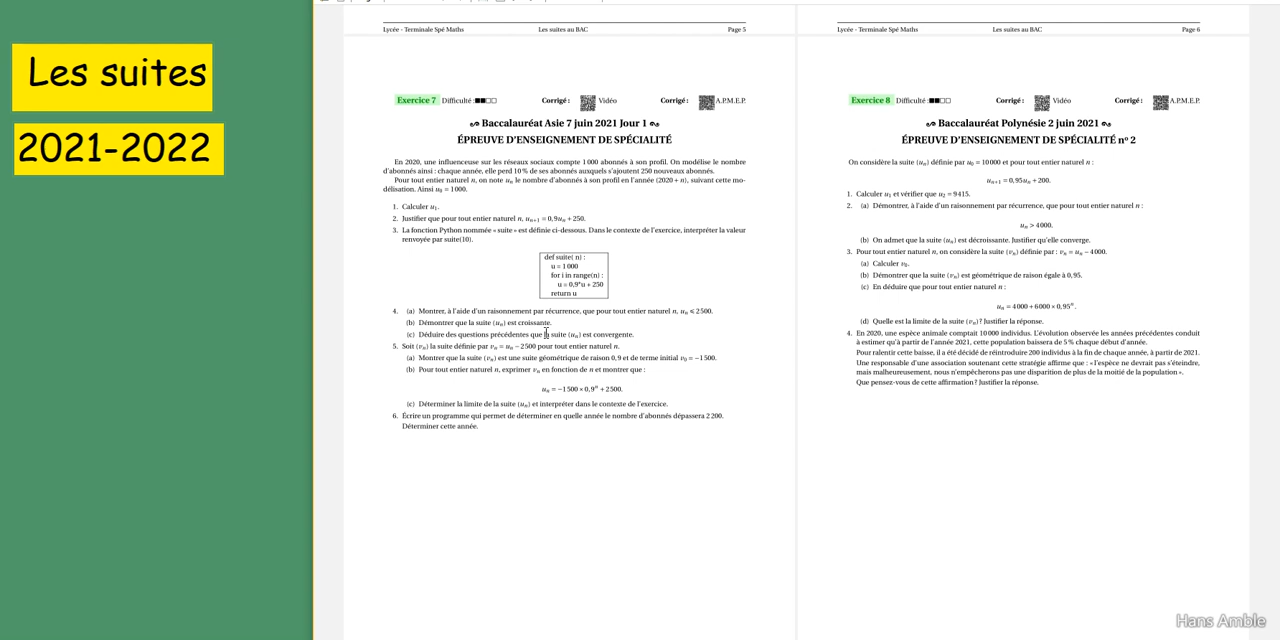 Les suites
2021-2022
Lycée - Terminale Spé Maths Les suites au BAC Page 5
Exercice 7 Difficulté :■■□□ Corrigé : Vidéo Corrigé : A.P.M.E.P.
Baccalauréat Asie 7 juin 2021 Jour 1
ÉPREUVE D'ENSEIGNEMENT DE SPÉCIALITÉ
En 2020, une influenceuse sur les réseaux sociaux compte 1 000 abonnés à son profil. On modélise le nombre
d'abonnés ainsi : chaque année, elle perd 10 % de ses abonnés auxquels s'ajoutent 250 nouveaux abonnés.
Pour tout entier naturel n, on note uₙ le nombre d'abonnés à son profil en l'année (2020 + n), suivant cette mo-
délisation. Ainsi u₀ = 1 000.
1. Calculer u₁.
2. Justifier que pour tout entier naturel n, uₙ₊₁ = 0,9uₙ + 250.
3. La fonction Python nommée « suite » est définie ci-dessous. Dans le contexte de l'exercice, interpréter la valeur
renvoyée par suite(10).
def suite( n) :
u = 1 000
for i in range(n) :
u = 0,9*u + 250
return u
4. (a) Montrer, à l'aide d'un raisonnement par récurrence, que pour tout entier naturel n, uₙ ⩽ 2 500.
(b) Démontrer que la suite (uₙ) est croissante.
(c) Déduire des questions précédentes que la suite (uₙ) est convergente.
5. Soit (vₙ) la suite définie par vₙ = uₙ − 2 500 pour tout entier naturel n.
(a) Montrer que la suite (vₙ) est une suite géométrique de raison 0,9 et de terme initial v₀ = −1 500.
(b) Pour tout entier naturel n, exprimer vₙ en fonction de n et montrer que :
uₙ = −1 500 × 0,9ⁿ + 2 500.
(c) Déterminer la limite de la suite (uₙ) et interpréter dans le contexte de l'exercice.
6. Écrire un programme qui permet de déterminer en quelle année le nombre d'abonnés dépassera 2 200.
Déterminer cette année.
Lycée - Terminale Spé Maths Les suites au BAC Page 6
Exercice 8 Difficulté :■■□□ Corrigé : Vidéo Corrigé : A.P.M.E.P.
Baccalauréat Polynésie 2 juin 2021
ÉPREUVE D'ENSEIGNEMENT DE SPÉCIALITÉ nº 2
On considère la suite (uₙ) définie par u₀ = 10 000 et pour tout entier naturel n :
uₙ₊₁ = 0,95uₙ + 200.
1. Calculer u₁ et vérifier que u₂ = 9 415.
2. (a) Démontrer, à l'aide d'un raisonnement par récurrence, que pour tout entier naturel n :
uₙ > 4 000.
(b) On admet que la suite (uₙ) est décroissante. Justifier qu'elle converge.
3. Pour tout entier naturel n, on considère la suite (vₙ) définie par : vₙ = uₙ − 4 000.
(a) Calculer v₀.
(b) Démontrer que la suite (vₙ) est géométrique de raison égale à 0,95.
(c) En déduire que pour tout entier naturel n :
uₙ = 4 000 + 6 000 × 0,95ⁿ.
(d) Quelle est la limite de la suite (vₙ) ? Justifier la réponse.
4. En 2020, une espèce animale comptait 10 000 individus. L'évolution observée les années précédentes conduit
à estimer qu'à partir de l'année 2021, cette population baissera de 5 % chaque début d'année.
Pour ralentir cette baisse, il a été décidé de réintroduire 200 individus à la fin de chaque année, à partir de 2021.
Une responsable d'une association soutenant cette stratégie affirme que : « l'espèce ne devrait pas s'éteindre,
mais malheureusement, nous n'empêcherons pas une disparition de plus de la moitié de la population ».
Que pensez-vous de cette affirmation ? Justifier la réponse.
Hans Amble